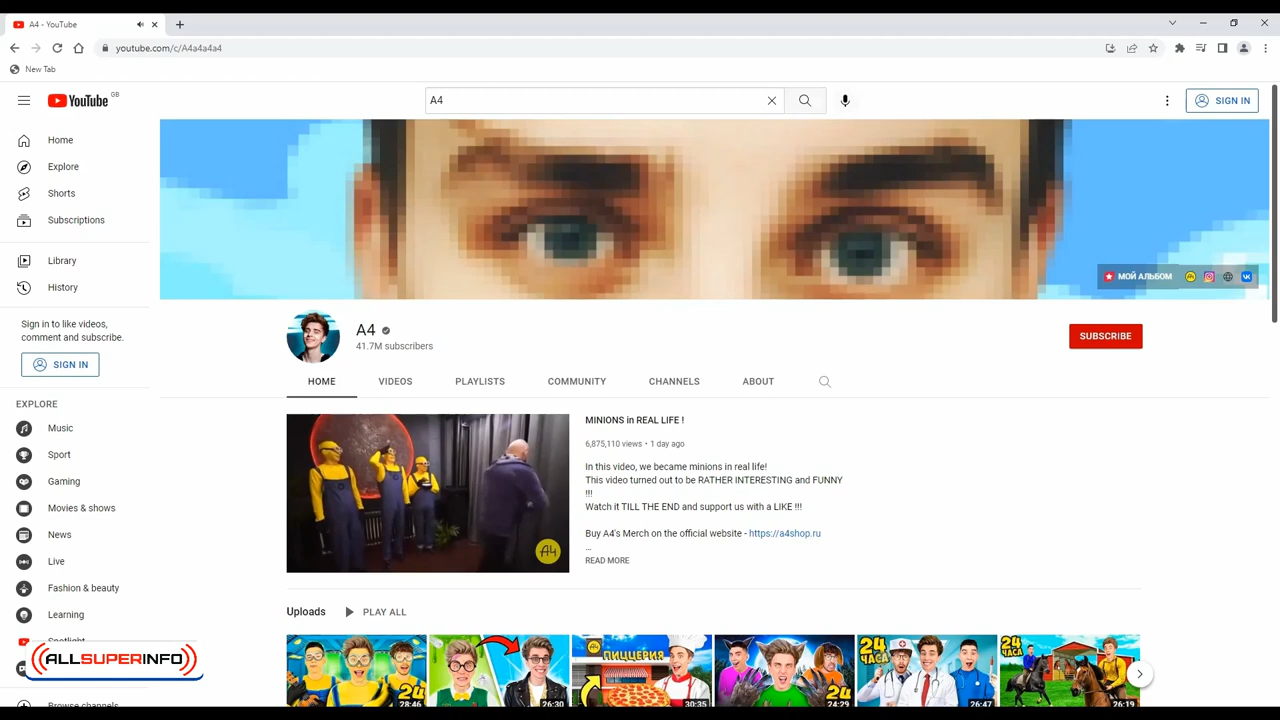 A4 - YouTube
youtube.com/c/A4a4a4a4
New Tab
YouTube GB
A4
SIGN IN
Home
Explore
Shorts
Subscriptions
Library
History
Sign in to like videos,
comment and subscribe.
SIGN IN
EXPLORE
Music
Sport
Gaming
Movies & shows
News
Live
Fashion & beauty
Learning
Spotlight
Browse channels
ALLSUPERINFO
МОЙ АЛЬБОМ
A4
41.7M subscribers
SUBSCRIBE
HOME
VIDEOS
PLAYLISTS
COMMUNITY
CHANNELS
ABOUT
A4
MINIONS in REAL LIFE !
6,875,110 views • 1 day ago
In this video, we became minions in real life!
This video turned out to be RATHER INTERESTING and FUNNY
!!!
Watch it TILL THE END and support us with a LIKE !!!
Buy A4's Merch on the official website - https://a4shop.ru
...
READ MORE
Uploads
PLAY ALL
24
28:46
26:30
ПИЦЦЕРИЯ
30:35
24
24:29
24
ЧАСА
26:47
24
ЧАСА
26:19